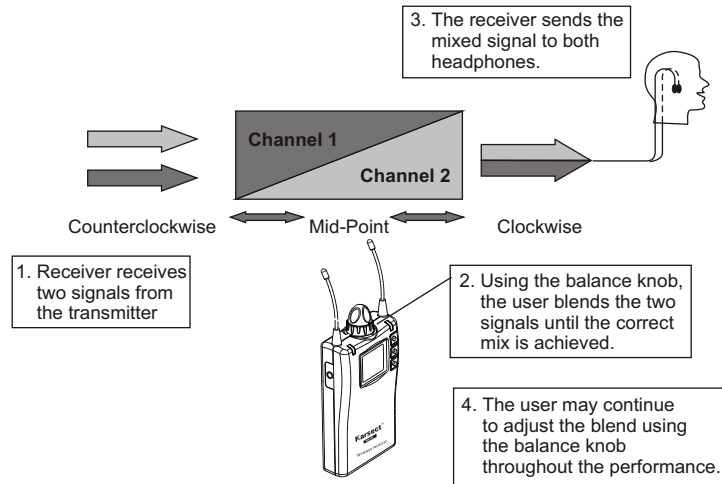 3. The receiver sends the
mixed signal to both
headphones.
Channel 1
Channel 2
Counterclockwise
Mid-Point
Clockwise
1. Receiver receives
two signals from
the transmitter
2. Using the balance knob,
the user blends the two
signals until the correct
mix is achieved.
Karsect
4. The user may continue
to adjust the blend using
the balance knob
throughout the performance.